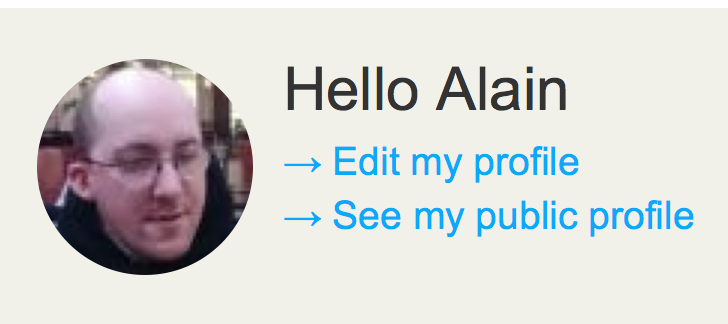 Hello Alain
→ Edit my profile
→ See my public profile